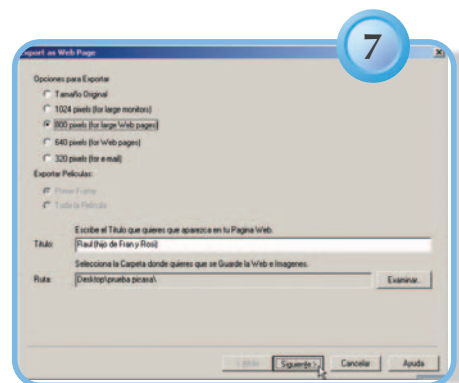 7
Export as Web Page
Opciones para Exportar
Tamaño Original
1024 pixels (for large monitors)
800 pixels (for large Web pages)
640 pixels (for Web pages)
320 pixels (for e-mail)
Exportar Peliculas:
Primer Frame
Toda la Pelicula
Escribe el Título que quieres que aparezca en tu Pagina Web.
Título: Raul (hijo de Fran y Rosi)
Selecciona la Carpeta donde quieres que se Guarde la Web e Imagenes.
Ruta: Desktop\prueba picasa\ Examinar...
< Atrás Siguiente > Cancelar Ayuda